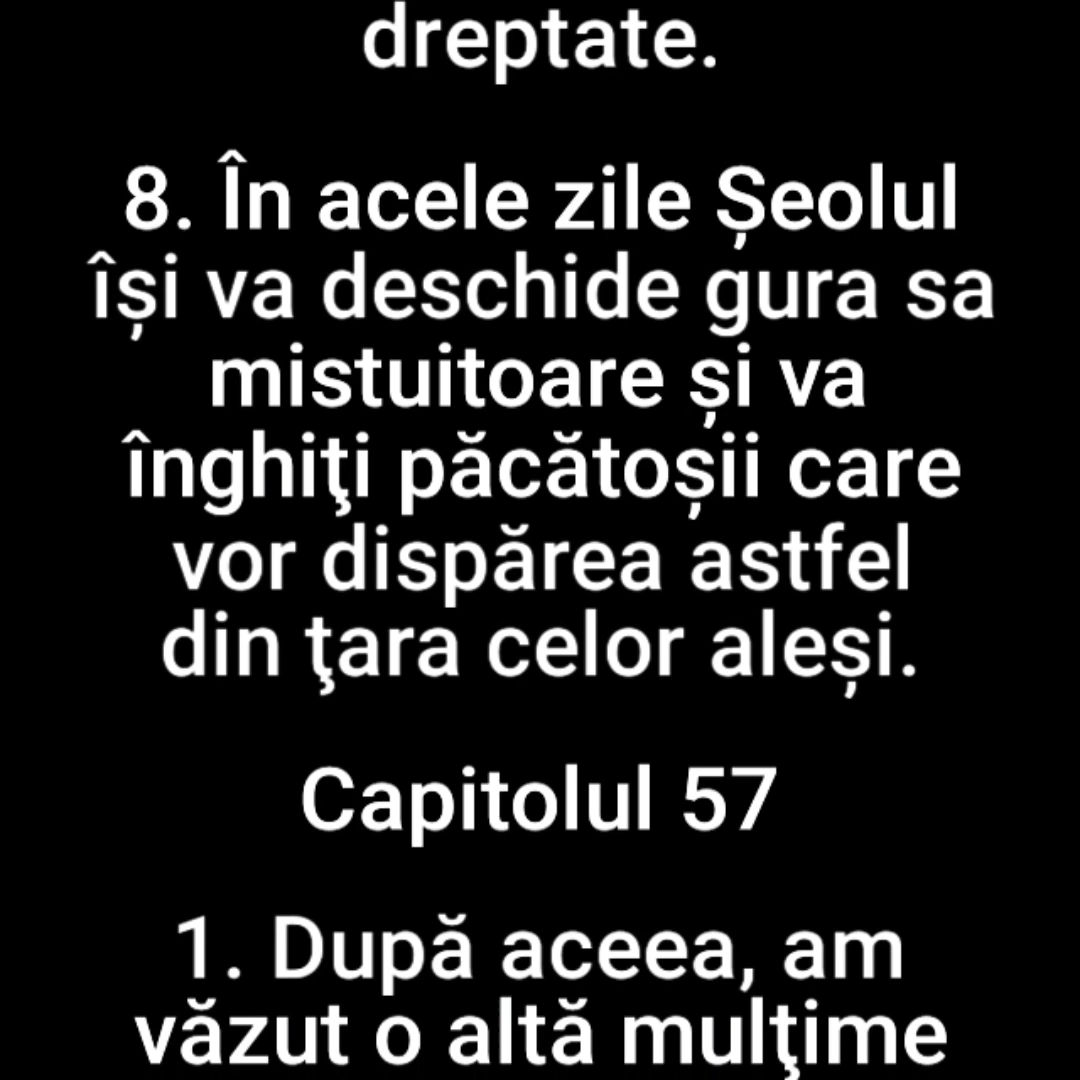 dreptate.
8. În acele zile Șeolul
își va deschide gura sa
mistuitoare și va
înghiţi păcătoșii care
vor dispărea astfel
din ţara celor aleși.
Capitolul 57
1. După aceea, am
văzut o altă mulţime